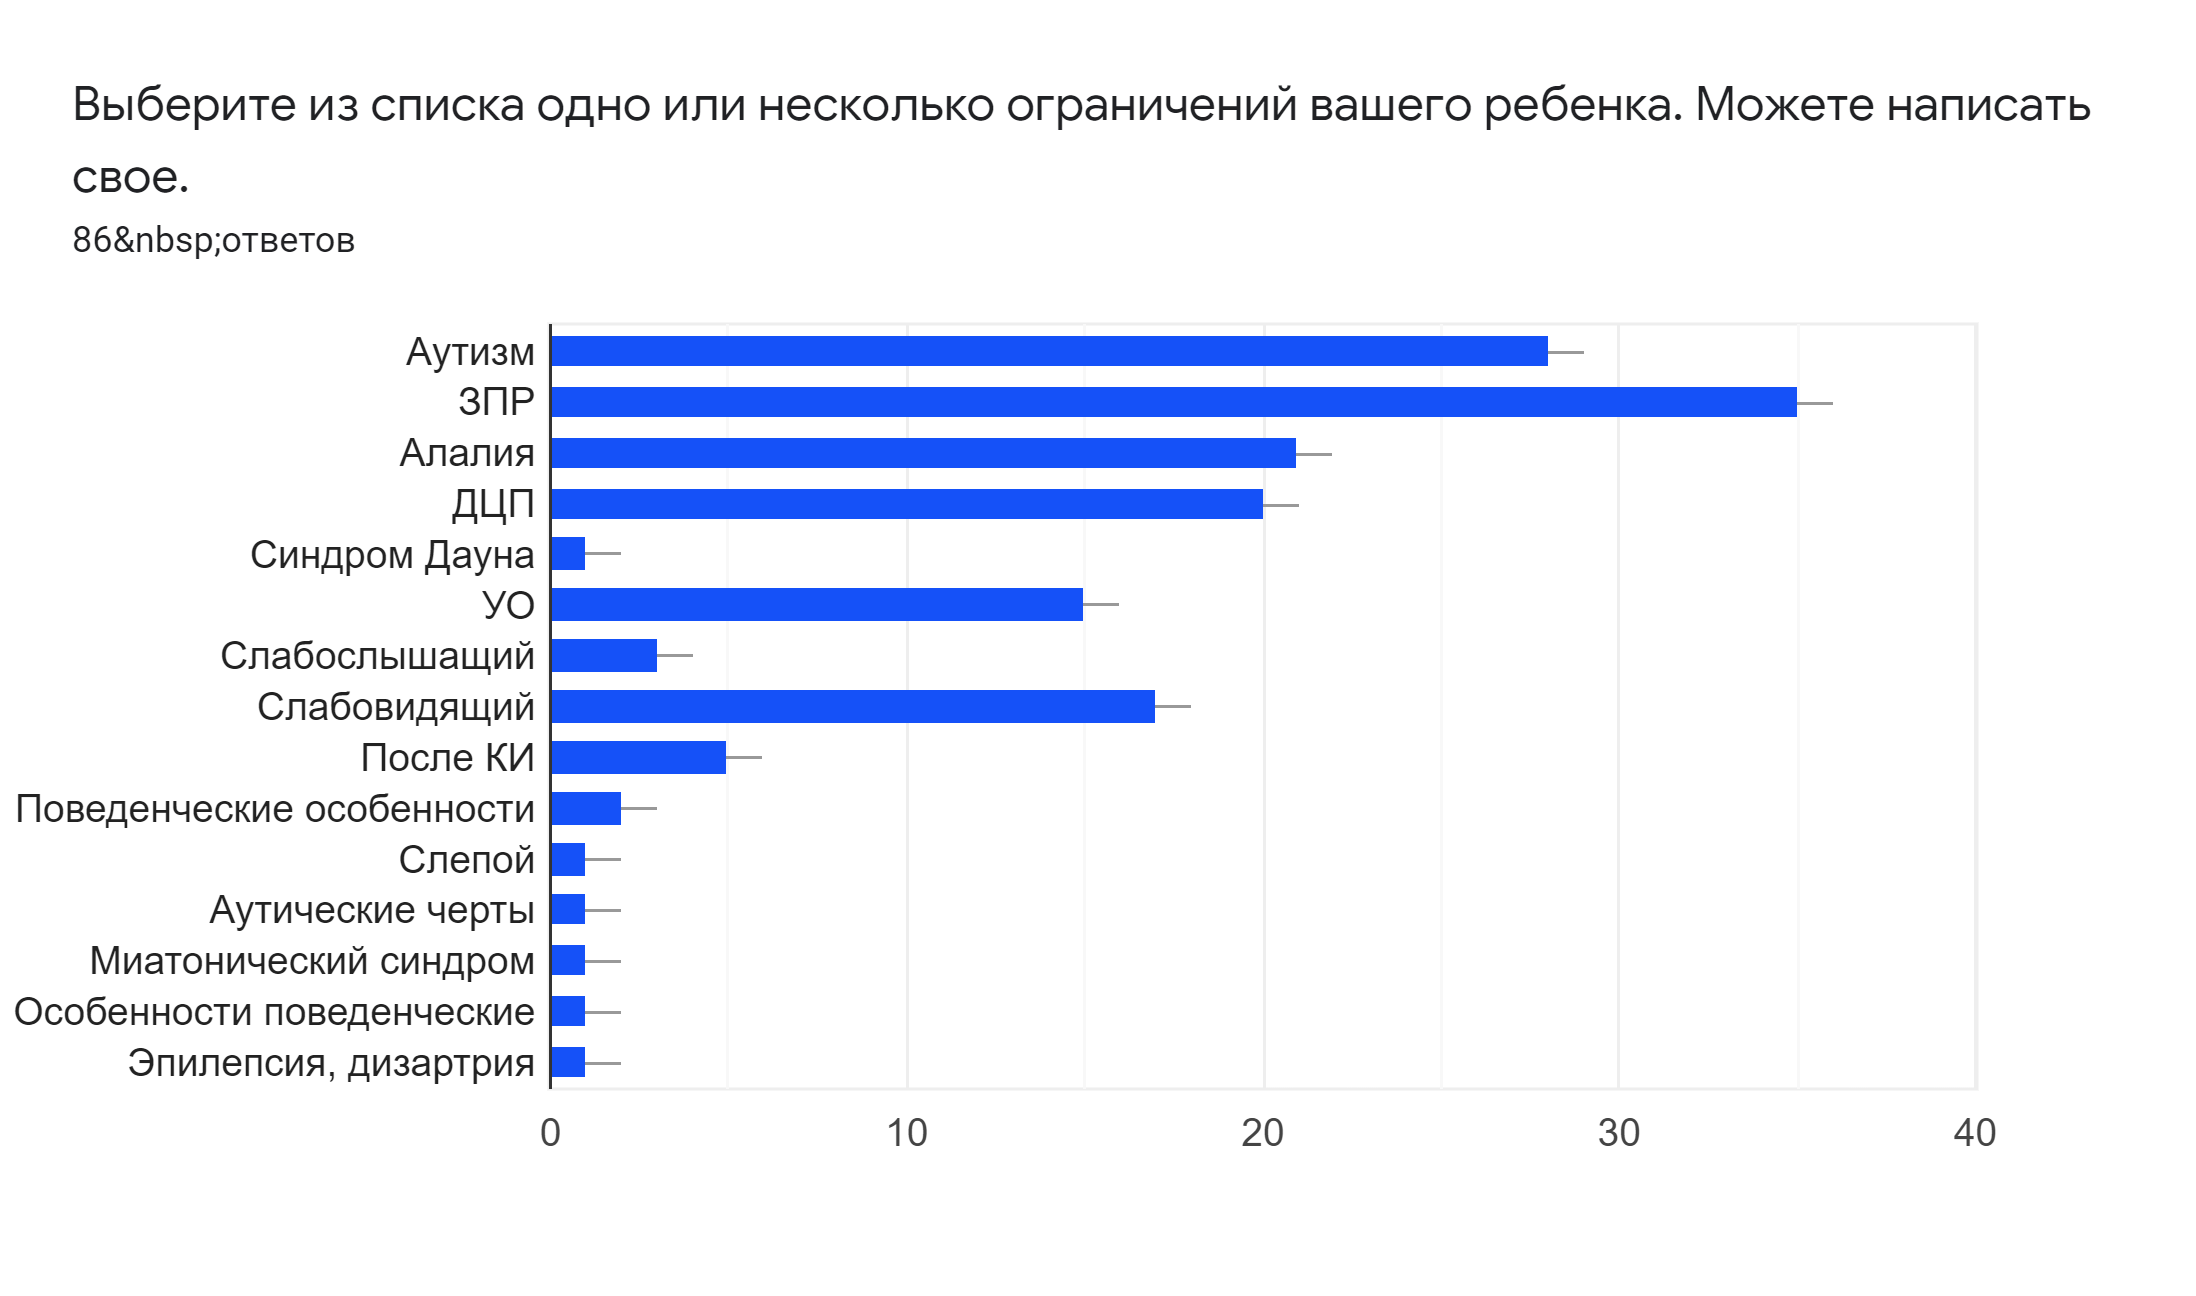 Выберите из списка одно или несколько ограничений вашего ребенка. Можете написать
свое.
86&nbsp;ответов
Аутизм
ЗПР
Алалия
ДЦП
Синдром Дауна
УО
Слабослышащий
Слабовидящий
После КИ
Поведенческие особенности
Слепой
Аутические черты
Миатонический синдром
Особенности поведенческие
Эпилепсия, дизартрия
0 10 20 30 40